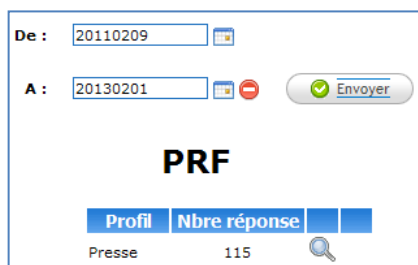 De : 20110209
A : 20130201 Envoyer
PRF
Profil Nbre réponse
Presse 115